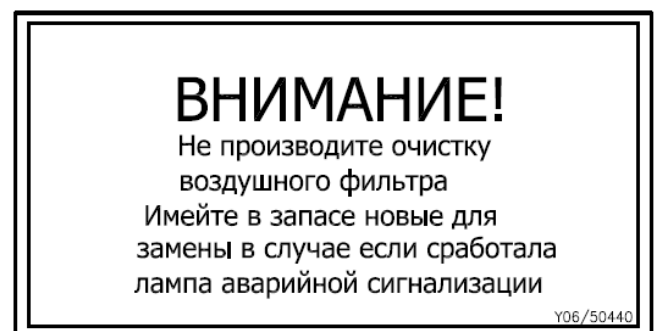 ВНИМАНИЕ!
Не производите очистку
воздушного фильтра
Имейте в запасе новые для
замены в случае если сработала
лампа аварийной сигнализации
Y06/50440